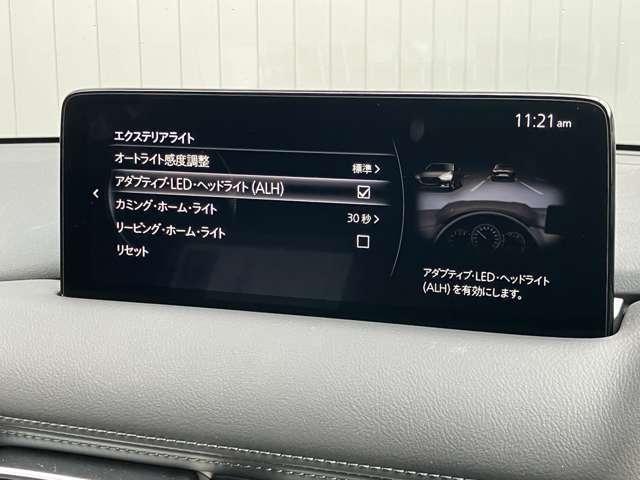 11:21 am
エクステリアライト
オートライト感度調整 標準
アダプティブ・LED・ヘッドライト (ALH)
カミング・ホーム・ライト 30 秒
リービング・ホーム・ライト
リセット
アダプティブ・LED・ヘッドライト
(ALH) を有効にします。